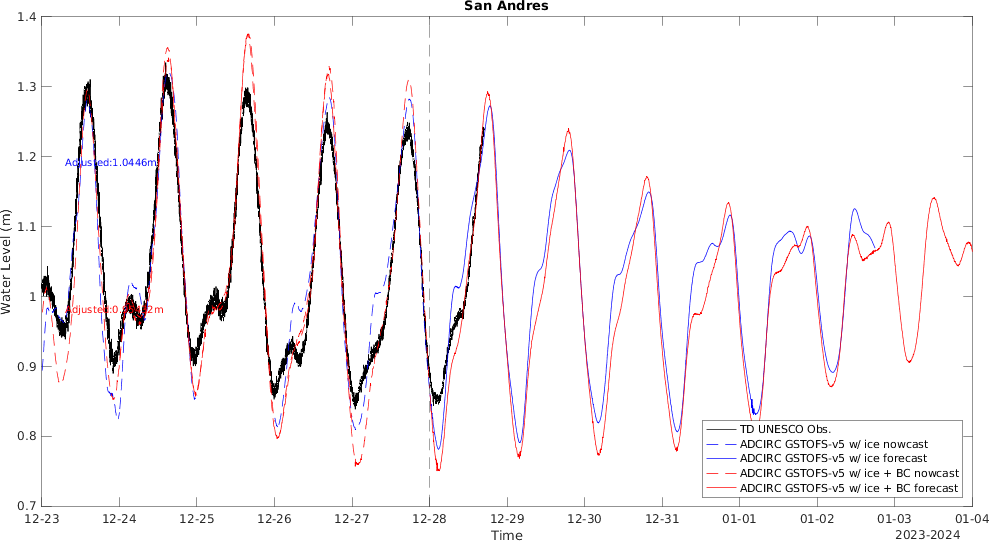 San Andres
Water Level (m)
1.4
1.3
1.2
1.1
1
0.9
0.8
0.7
Adjusted:1.0446m
12-23
12-24
12-25
12-26
12-27
12-28
12-29
12-30
12-31
01-01
01-02
01-03
01-04
2023-2024
Time
TD UNESCO Obs.
ADCIRC GSTOFS-v5 w/ ice nowcast
ADCIRC GSTOFS-v5 w/ ice forecast
ADCIRC GSTOFS-v5 w/ ice + BC nowcast
ADCIRC GSTOFS-v5 w/ ice + BC forecast